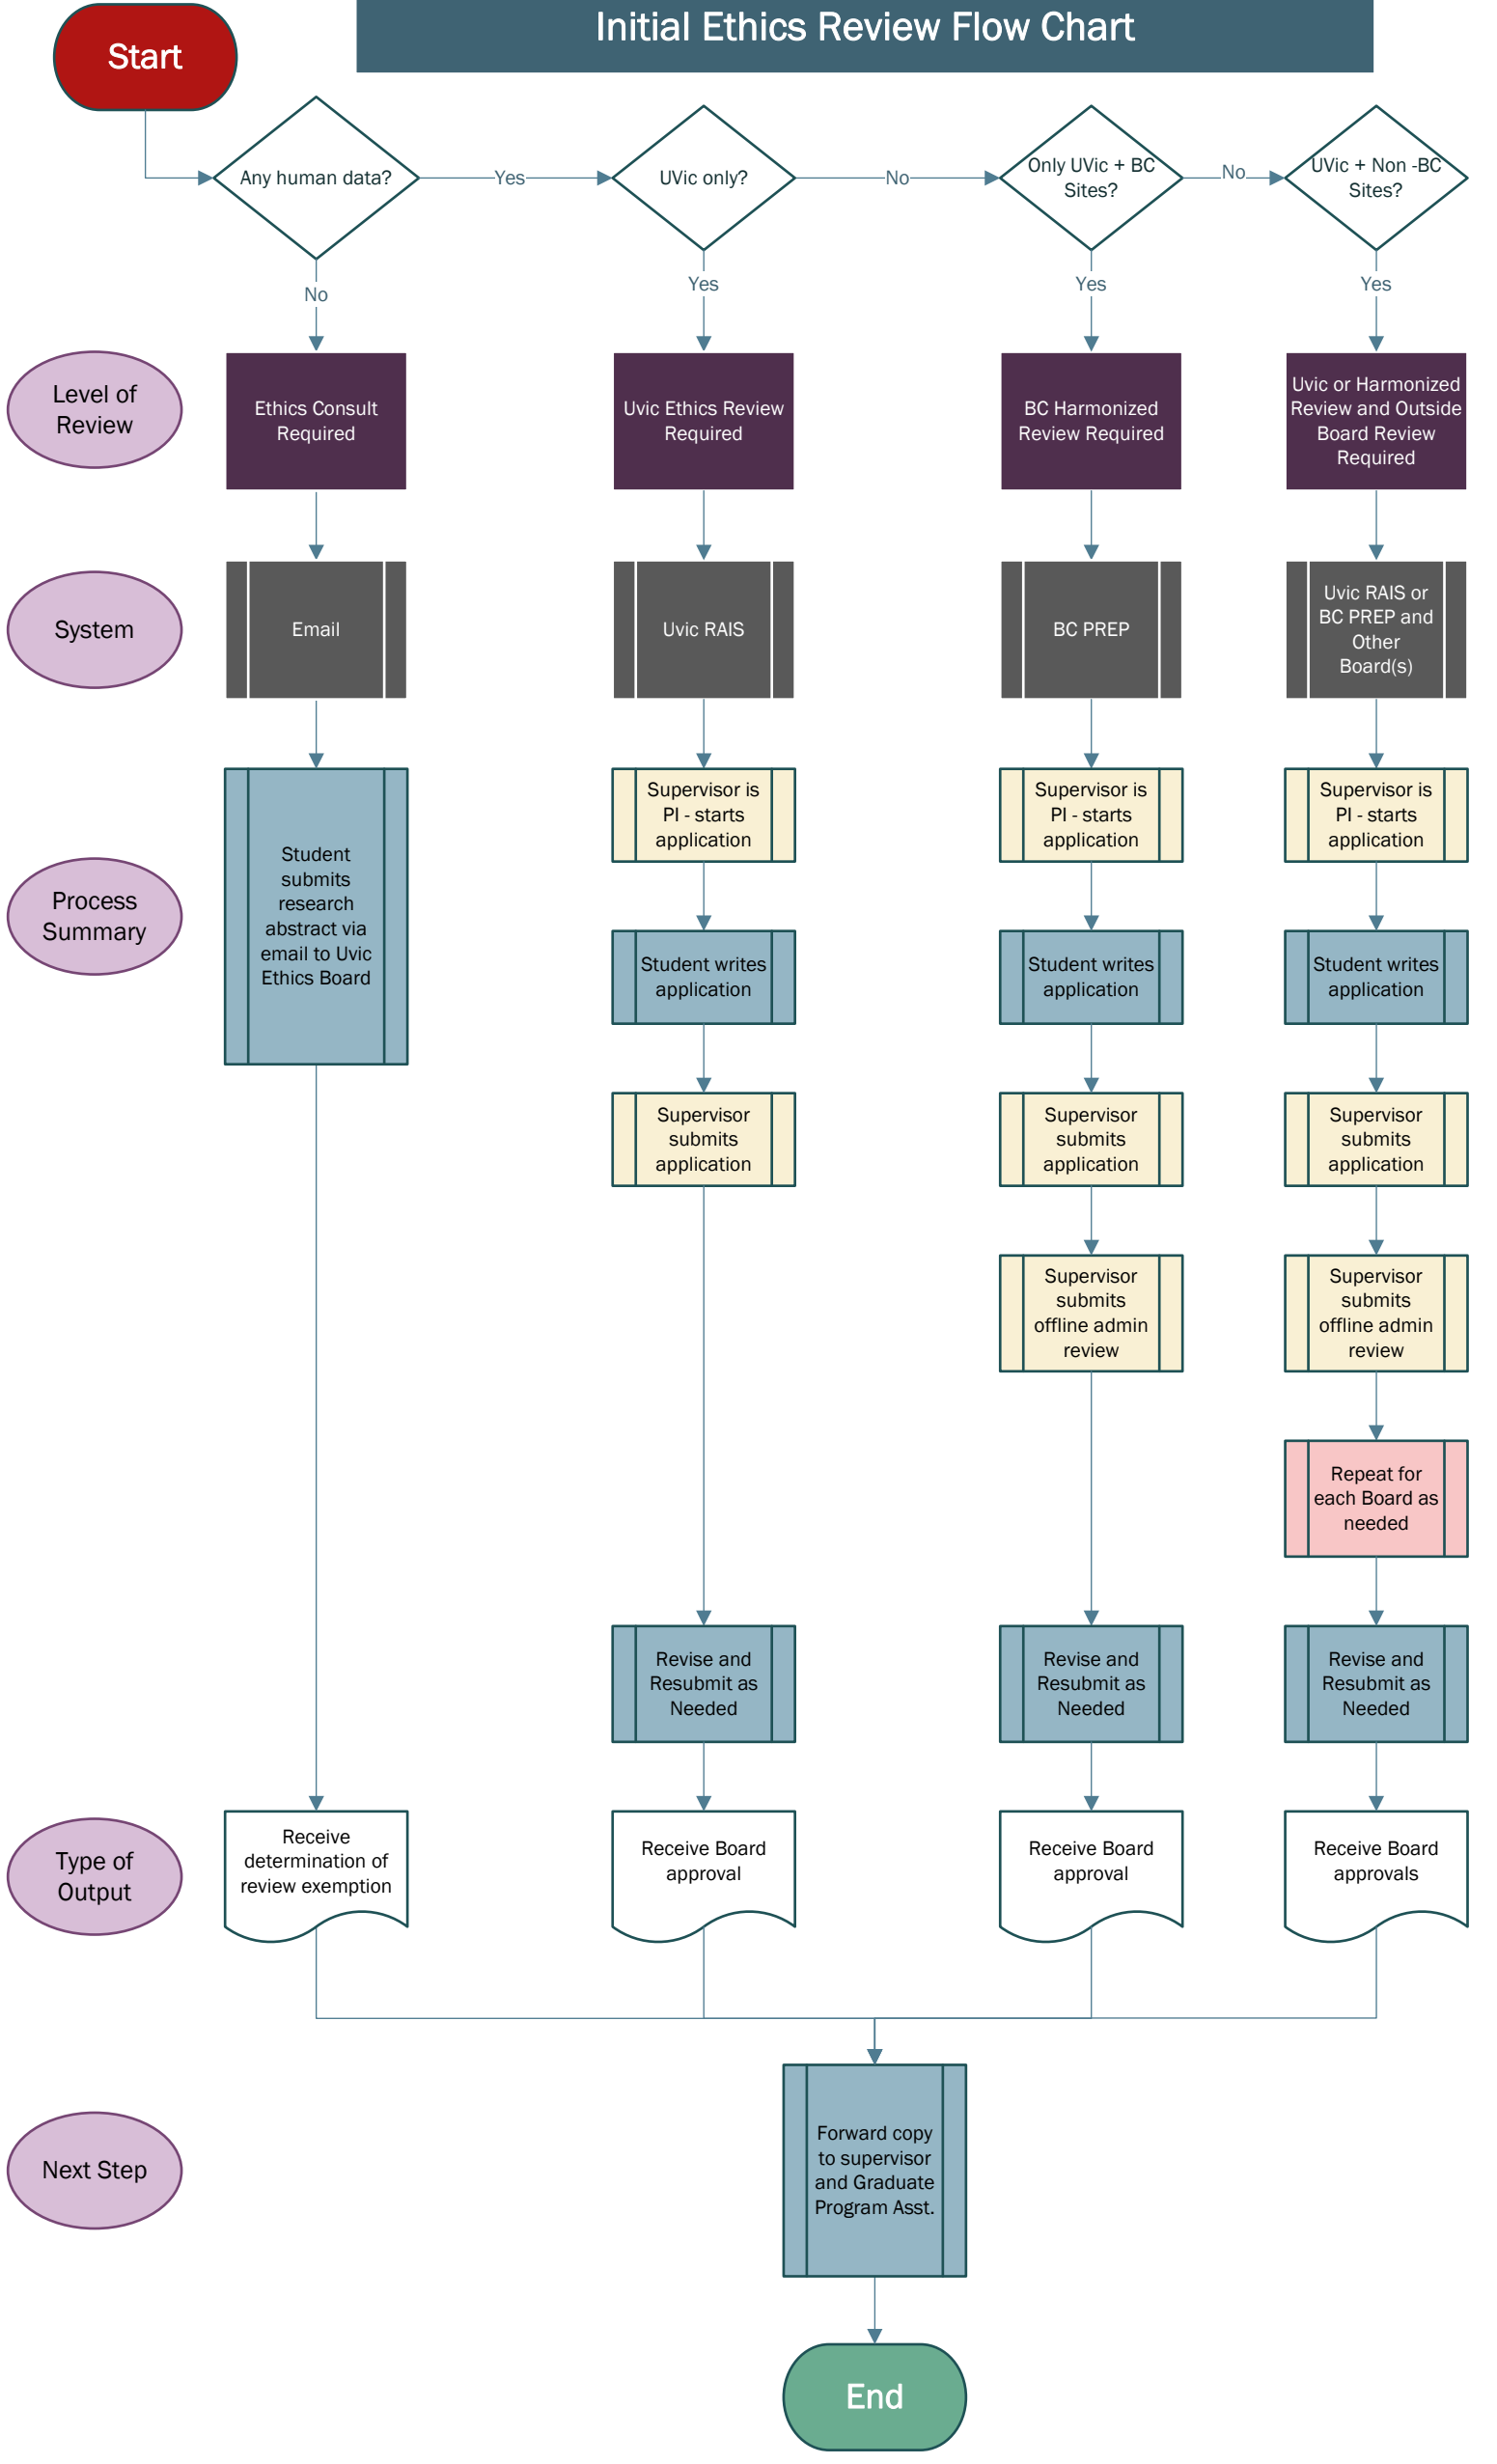 Initial Ethics Review Flow Chart
Start
Any human data?
Yes
UVic only?
No
Only UVic + BC
Sites?
No
UVic + Non -BC
Sites?
No
Yes
Yes
Yes
Level of
Review
Ethics Consult
Required
Uvic Ethics Review
Required
BC Harmonized
Review Required
Uvic or Harmonized
Review and Outside
Board Review
Required
System
Email
Uvic RAIS
BC PREP
Uvic RAIS or
BC PREP and
Other
Board(s)
Process
Summary
Student
submits
research
abstract via
email to Uvic
Ethics Board
Supervisor is
PI - starts
application
Supervisor is
PI - starts
application
Supervisor is
PI - starts
application
Student writes
application
Student writes
application
Student writes
application
Supervisor
submits
application
Supervisor
submits
application
Supervisor
submits
application
Supervisor
submits
offline admin
review
Supervisor
submits
offline admin
review
Repeat for
each Board as
needed
Revise and
Resubmit as
Needed
Revise and
Resubmit as
Needed
Revise and
Resubmit as
Needed
Type of
Output
Receive
determination of
review exemption
Receive Board
approval
Receive Board
approval
Receive Board
approvals
Next Step
Forward copy
to supervisor
and Graduate
Program Asst.
End